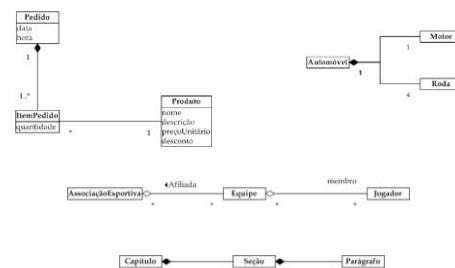 Pedido
data
hora
1
1..*
ItemPedido
quantidade
*
1
Produto
nome
descrição
preçoUnitário
desconto
Automóvel
1
1
Motor
4
Roda
AssociaçãoEsportiva
Afiliada
*
*
Equipe
membro
*
*
Jogador
Capítulo
Seção
Parágrafo